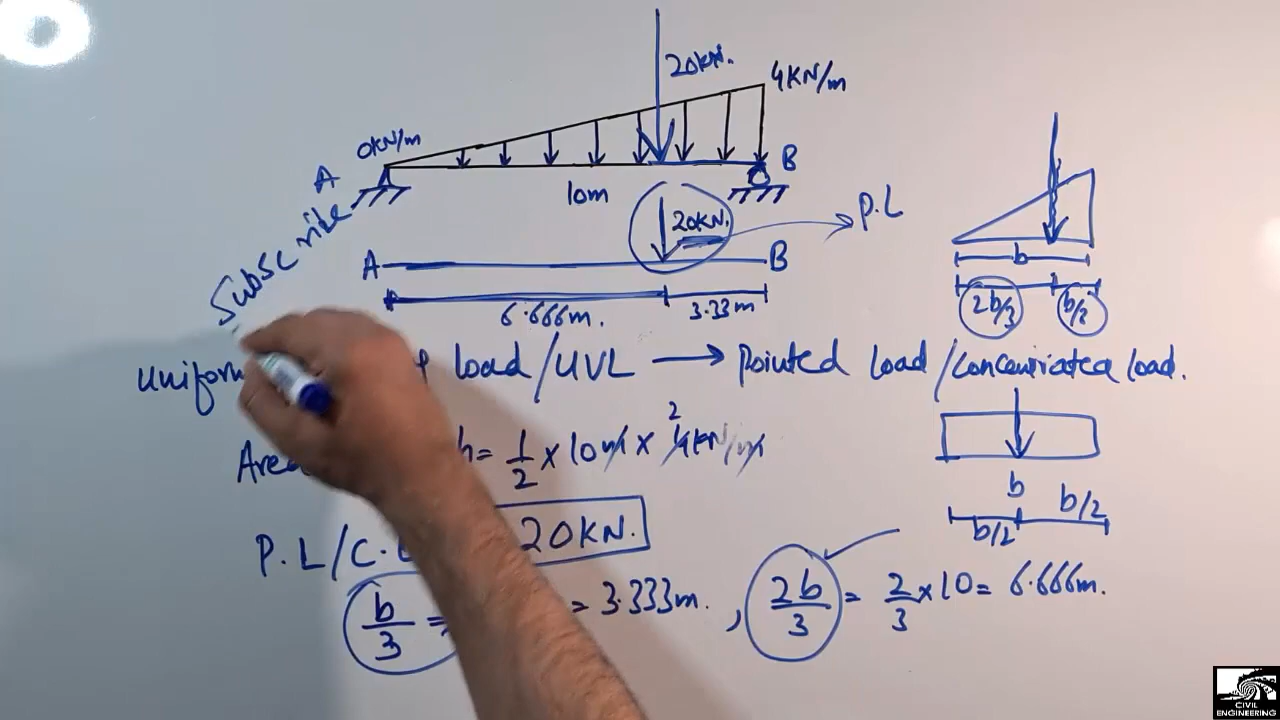 20KN.
4KN/m
0KN/m
A
B
10m
20KN.
P.L
A
B
b
6.666m.
3.33m
2b/3
b/3
Subscribe
Uniform load/UVL → Pointed load/Concentrated load.
= 1/2 × 10m × 4KN/m
2
b
P.L/C. 20KN.
b/2
b/2
b/3 = = 3.333m. , 2b/3 = 2/3 × 10 = 6.666m.
CIVIL
ENGINEERING